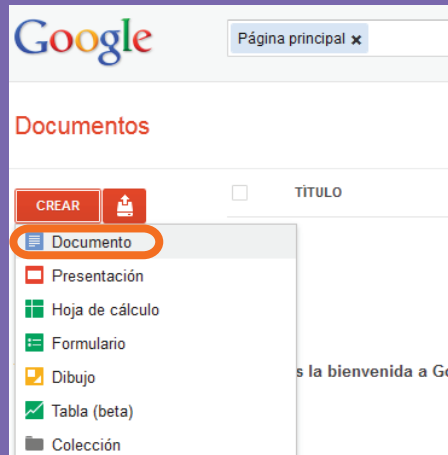 Google
Página principal x
Documentos
CREAR
TÍTULO
Documento
Presentación
Hoja de cálculo
Formulario
Dibujo
Tabla (beta)
Colección
s la bienvenida a Go